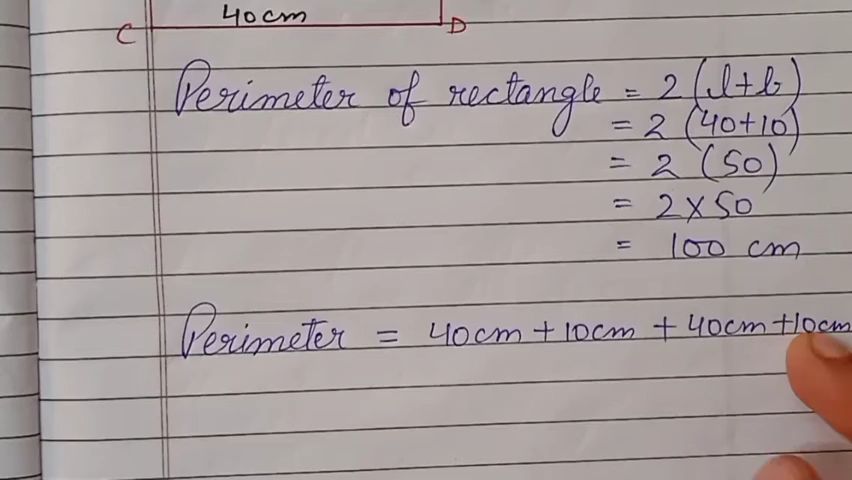 40cm
C D
Perimeter of rectangle = 2 (l+b)
= 2 (40+10)
= 2 (50)
= 2×50
= 100 cm
Perimeter = 40cm + 10cm + 40cm +10cm